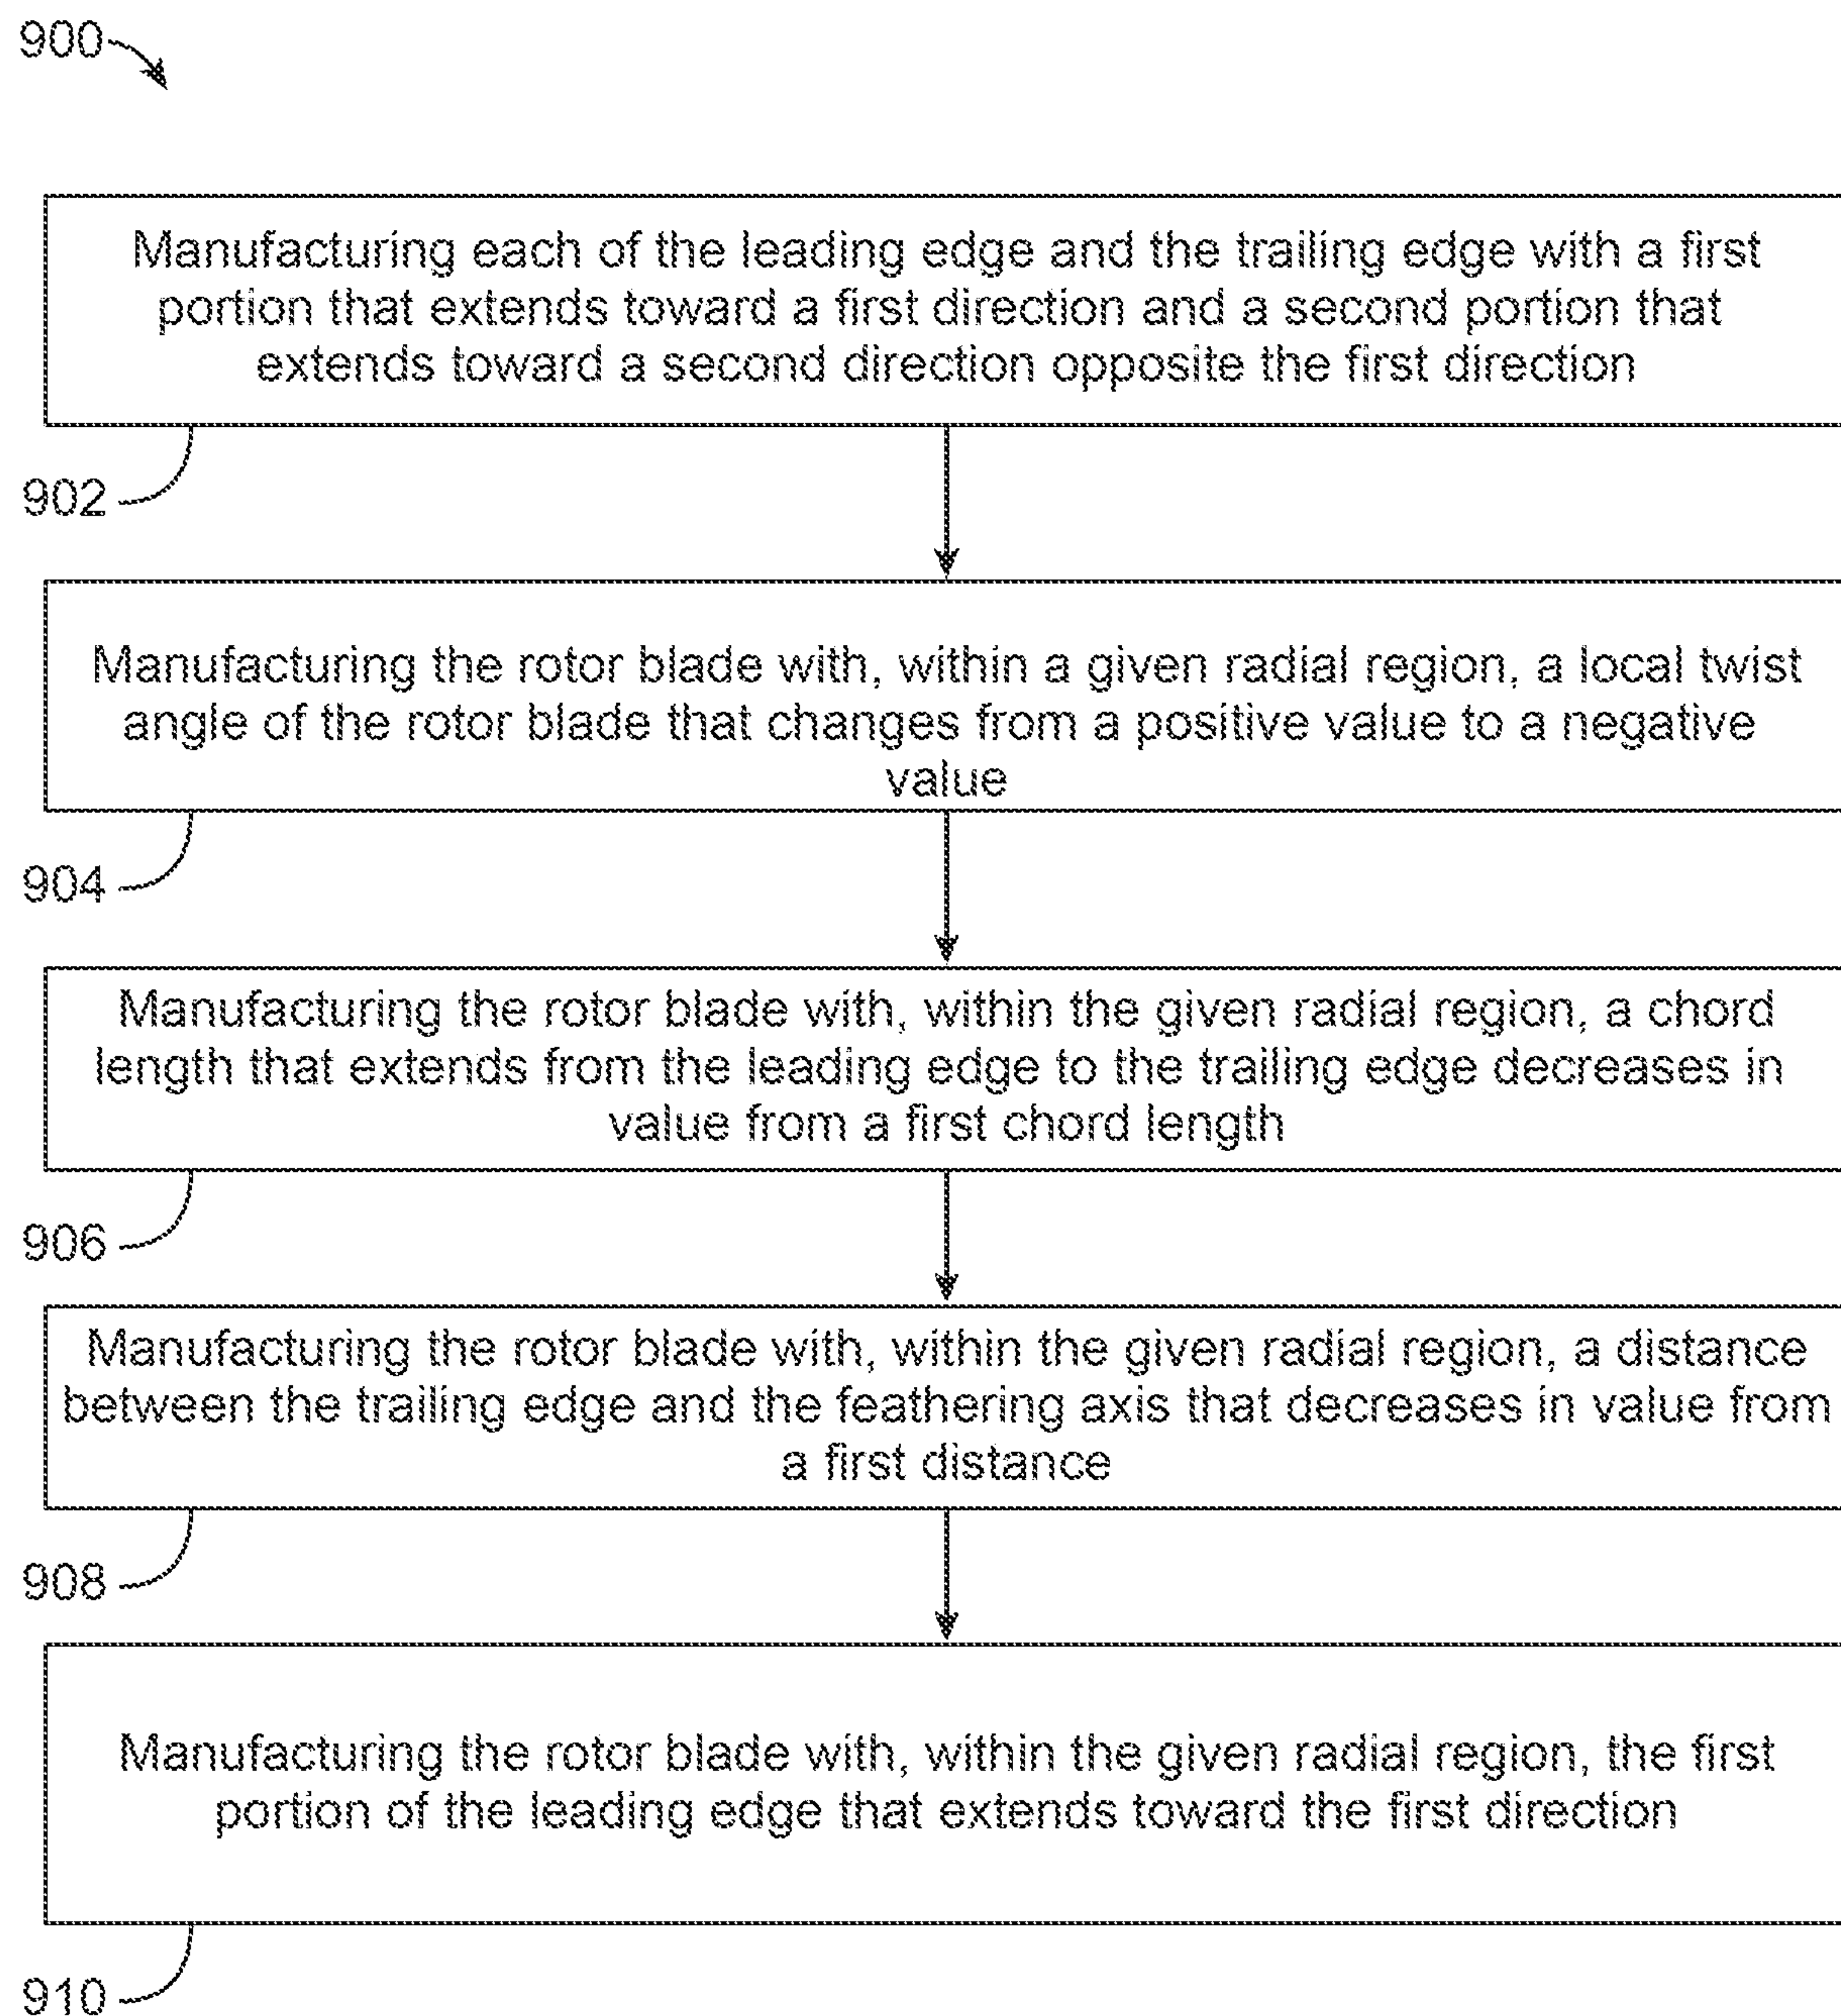 900
Manufacturing each of the leading edge and the trailing edge with a first
portion that extends toward a first direction and a second portion that
extends toward a second direction opposite the first direction
902
Manufacturing the rotor blade with, within a given radial region, a local twist
angle of the rotor blade that changes from a positive value to a negative
value
904
Manufacturing the rotor blade with, within the given radial region, a chord
length that extends from the leading edge to the trailing edge decreases in
value from a first chord length
906
Manufacturing the rotor blade with, within the given radial region, a distance
between the trailing edge and the feathering axis that decreases in value from
a first distance
908
Manufacturing the rotor blade with, within the given radial region, the first
portion of the leading edge that extends toward the first direction
910